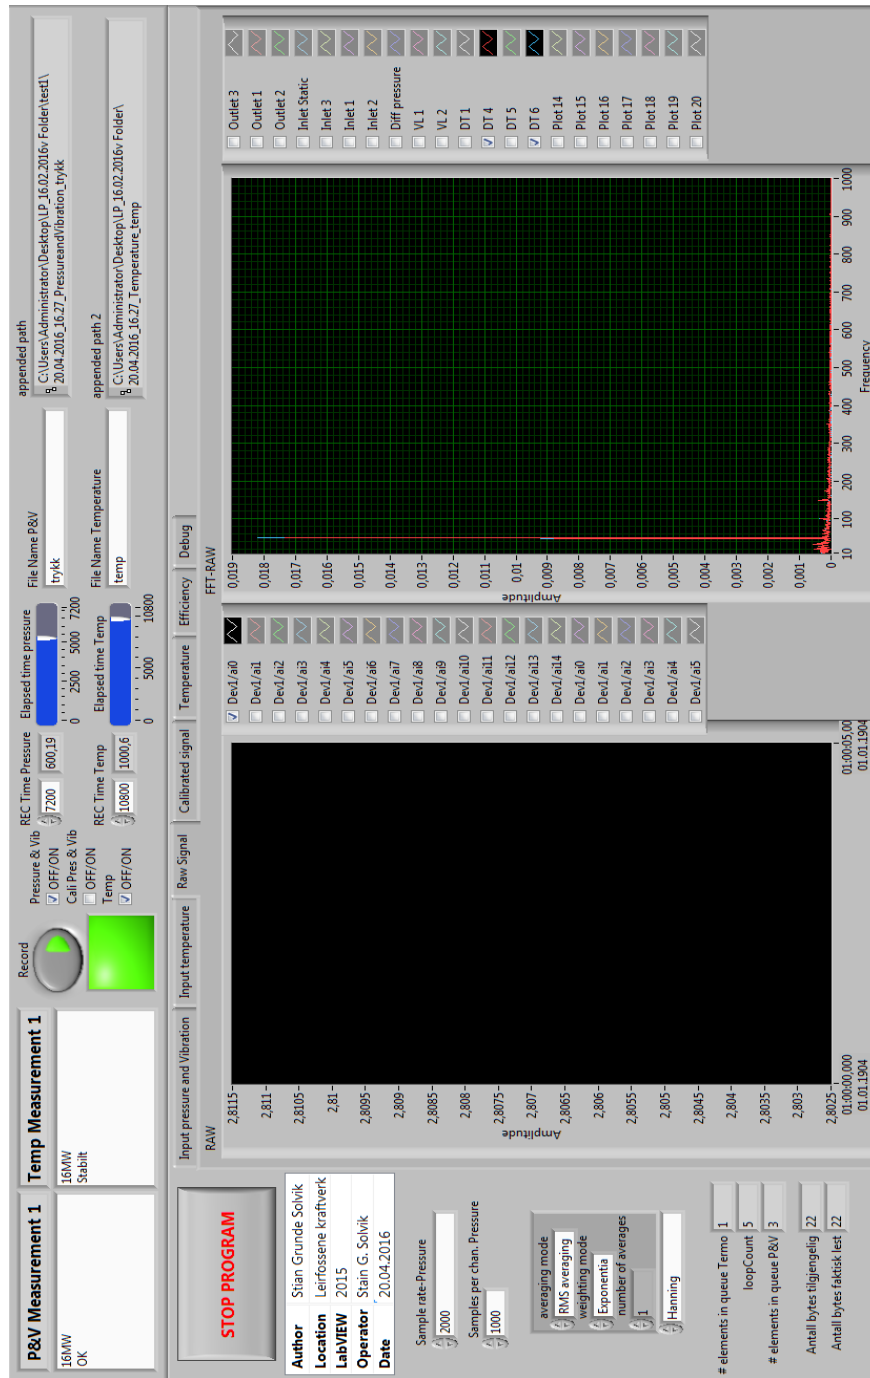 P&V Measurement 1
Temp Measurement 1
16MW
OK
16MW
Stabilt
Record
Pressure & Vib
OFF/ON
Cali Pres & Vib
OFF/ON
Temp
OFF/ON
REC Time Pressure
7200
600,19
REC Time Temp
10800
1000,6
Elapsed time pressure
0 2500 5000 7200
Elapsed time Temp
0 5000 10800
File Name P&V
trykk
File Name Temperature
temp
appended path
C:\Users\Administrator\Desktop\LP_16.02.2016v Folder\test1\
20.04.2016_16.27_PressureandVibration_trykk
appended path 2
C:\Users\Administrator\Desktop\LP_16.02.2016v Folder\
20.04.2016_16.27_Temperature_temp
STOP PROGRAM
Author Stian Grunde Solvik
Location Leirfossene kraftverk
LabVIEW 2015
Operator Stain G. Solvik
Date 20.04.2016
Sample rate-Pressure
2000
Samples per chan. Pressure
1000
averaging mode
RMS averaging
weighting mode
Exponentia
number of averages
1
Hanning
# elements in queue Termo 1
loopCount 5
# elements in queue P&V 3
Antall bytes tilgjengelig 22
Antall bytes faktisk lest 22
Input pressure and Vibration
Input temperature
Raw Signal
Calibrated signal
Temperature
Efficiency
Debug
RAW
Amplitude
2,8115
2,811
2,8105
2,81
2,8095
2,809
2,8085
2,808
2,8075
2,807
2,8065
2,806
2,8055
2,805
2,8045
2,804
2,8035
2,803
2,8025
01:00:00,000
01.01.1904
01:00:05,00
01.01.1904
Dev1/ai0
Dev1/ai1
Dev1/ai2
Dev1/ai3
Dev1/ai4
Dev1/ai5
Dev1/ai6
Dev1/ai7
Dev1/ai8
Dev1/ai9
Dev1/ai10
Dev1/ai11
Dev1/ai12
Dev1/ai13
Dev1/ai14
Dev1/ai0
Dev1/ai1
Dev1/ai2
Dev1/ai3
Dev1/ai4
Dev1/ai5
FFT-RAW
Amplitude
0,019
0,018
0,017
0,016
0,015
0,014
0,013
0,012
0,011
0,01
0,009
0,008
0,007
0,006
0,005
0,004
0,003
0,002
0,001
0
10 100 200 300 400 500 600 700 800 900 1000
Frequency
Outlet 3
Outlet 1
Outlet 2
Inlet Static
Inlet 3
Inlet 1
Inlet 2
Diff pressure
VL 1
VL 2
DT 1
DT 4
DT 5
DT 6
Plot 14
Plot 15
Plot 16
Plot 17
Plot 18
Plot 19
Plot 20